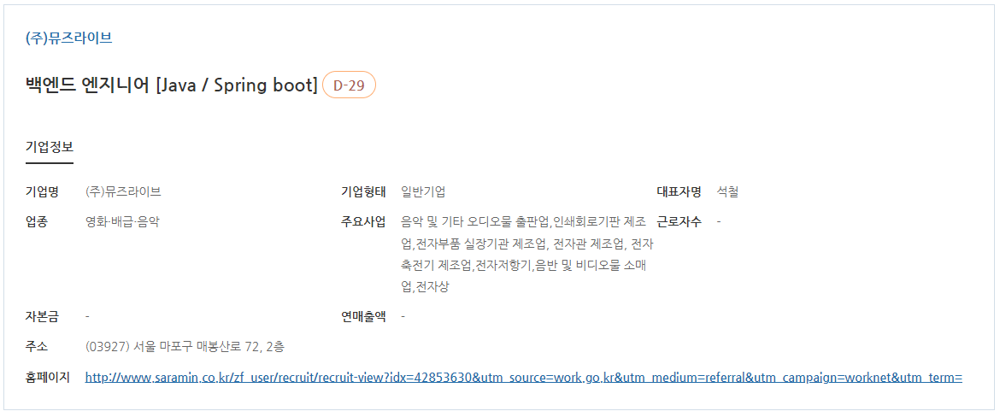 (주)뮤즈라이브
백엔드 엔지니어 [Java / Spring boot] D-29
기업정보
기업명 (주)뮤즈라이브 기업형태 일반기업 대표자명 석철
업종 영화·배급·음악 주요사업 음악 및 기타 오디오물 출판업,인쇄회로기판 제조 근로자수 -
업,전자부품 실장기관 제조업, 전자관 제조업, 전자
축전기 제조업,전자저항기,음반 및 비디오물 소매
업,전자상
자본금 - 연매출액 -
주소 (03927) 서울 마포구 매봉산로 72, 2층
홈페이지 http://www.saramin.co.kr/zf_user/recruit/recruit-view?idx=42853630&utm_source=work.go.kr&utm_medium=referral&utm_campaign=worknet&utm_term=